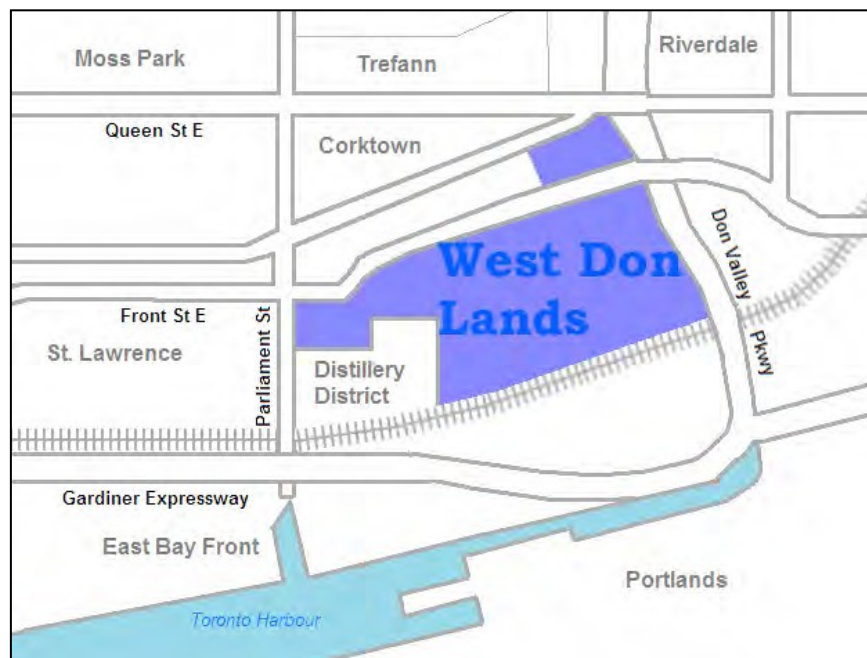 Moss Park
Trefann
Riverdale
Queen St E
Corktown
Don Valley
Pkwy
West Don
Lands
Front St E
Parliament St
St. Lawrence
Distillery
District
Gardiner Expressway
East Bay Front
Portlands
Toronto Harbour